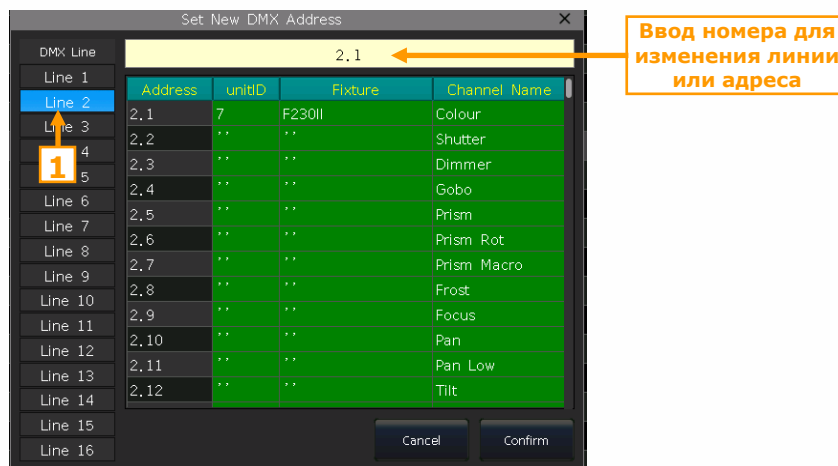 Set New DMX Address ×
DMX Line
Line 1
Line 2
Line 3
4
5
Line 6
Line 7
Line 8
Line 9
Line 10
Line 11
Line 12
Line 13
Line 14
Line 15
Line 16
1
2.1
Address unitID Fixture Channel Name
2.1 7 F230II Colour
2.2 '' '' Shutter
2.3 '' '' Dimmer
2.4 '' '' Gobo
2.5 '' '' Prism
2.6 '' '' Prism Rot
2.7 '' '' Prism Macro
2.8 '' '' Frost
2.9 '' '' Focus
2.10 '' '' Pan
2.11 '' '' Pan Low
2.12 '' '' Tilt
Cancel Confirm
Ввод номера для
изменения линии
или адреса